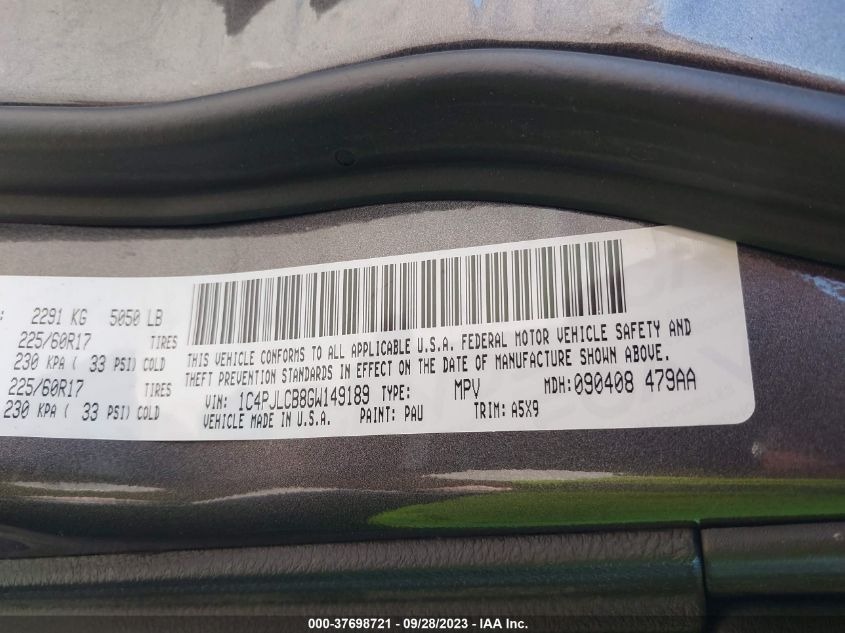 : 2291 KG 5050 LB
225/60R17 TIRES
230 KPA ( 33 PSI) COLD
225/60R17 TIRES
230 KPA ( 33 PSI) COLD
THIS VEHICLE CONFORMS TO ALL APPLICABLE U.S.A. FEDERAL MOTOR VEHICLE SAFETY AND
THEFT PREVENTION STANDARDS IN EFFECT ON THE DATE OF MANUFACTURE SHOWN ABOVE.
VIN: 1C4PJLCB8GW149189 TYPE: MPV MDH: 090408 479AA
VEHICLE MADE IN U.S.A. PAINT: PAU TRIM: A5X9
000-37698721 - 09/28/2023 - IAA Inc.